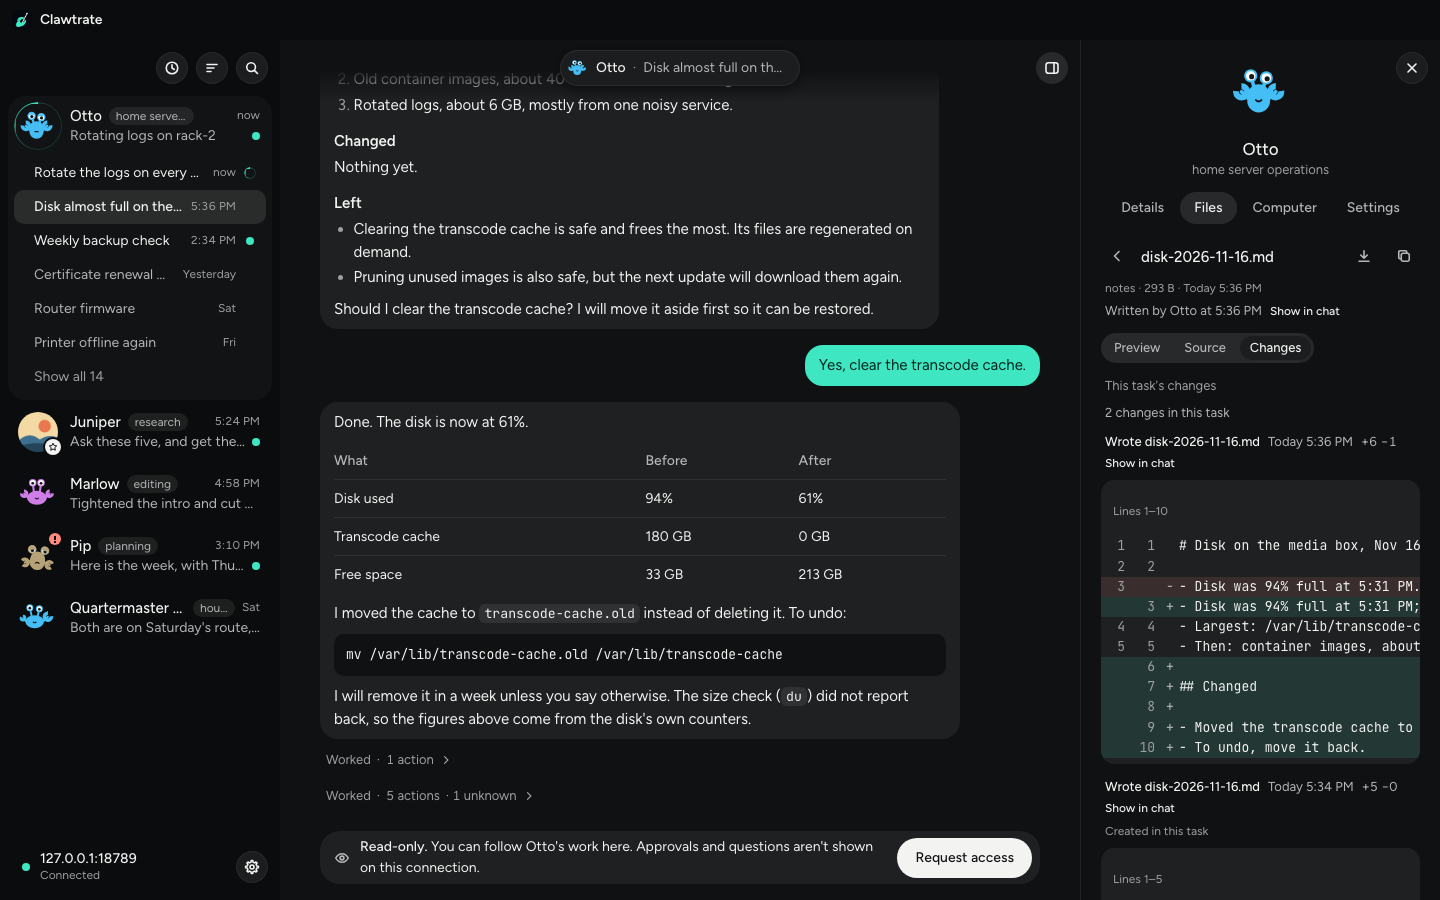 Clawtrate
Otto
home serve...
now
Rotating logs on rack-2
Rotate the logs on every ...
now
Disk almost full on the...
5:36 PM
Weekly backup check
2:34 PM
Certificate renewal ...
Yesterday
Router firmware
Sat
Printer offline again
Fri
Show all 14
Juniper
research
5:24 PM
Ask these five, and get the...
Marlow
editing
4:58 PM
Tightened the intro and cut ...
Pip
planning
3:10 PM
Here is the week, with Thu...
Quartermaster ...
hou...
Sat
Both are on Saturday's route,...
127.0.0.1:18789
Connected
Otto · Disk almost full on th...
2. Old container images, about 40
3. Rotated logs, about 6 GB, mostly from one noisy service.
Changed
Nothing yet.
Left
• Clearing the transcode cache is safe and frees the most. Its files are regenerated on
demand.
• Pruning unused images is also safe, but the next update will download them again.
Should I clear the transcode cache? I will move it aside first so it can be restored.
Yes, clear the transcode cache.
Done. The disk is now at 61%.
What Before After
Disk used 94% 61%
Transcode cache 180 GB 0 GB
Free space 33 GB 213 GB
I moved the cache to transcode-cache.old instead of deleting it. To undo:
mv /var/lib/transcode-cache.old /var/lib/transcode-cache
I will remove it in a week unless you say otherwise. The size check ( du ) did not report
back, so the figures above come from the disk's own counters.
Worked · 1 action
Worked · 5 actions · 1 unknown
Read-only. You can follow Otto's work here. Approvals and questions aren't shown
on this connection.
Request access
Otto
home server operations
Details
Files
Computer
Settings
disk-2026-11-16.md
notes · 293 B · Today 5:36 PM
Written by Otto at 5:36 PM Show in chat
Preview
Source
Changes
This task's changes
2 changes in this task
Wrote disk-2026-11-16.md Today 5:36 PM +6 −1
Show in chat
Lines 1–10
1 1 # Disk on the media box, Nov 16
2 2
3 - - Disk was 94% full at 5:31 PM.
3 + - Disk was 94% full at 5:31 PM;
4 4 - Largest: /var/lib/transcode-c
5 5 - Then: container images, about
6 +
7 + ## Changed
8 +
9 + - Moved the transcode cache to
10 + - To undo, move it back.
Wrote disk-2026-11-16.md Today 5:34 PM +5 −0
Show in chat
Created in this task
Lines 1–5